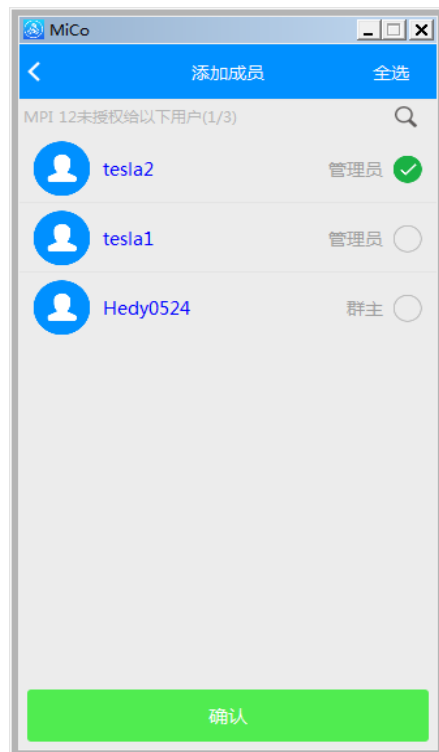 MiCo
添加成员 全选
MPI 12未授权给以下用户(1/3)
tesla2 管理员
tesla1 管理员
Hedy0524 群主
确认